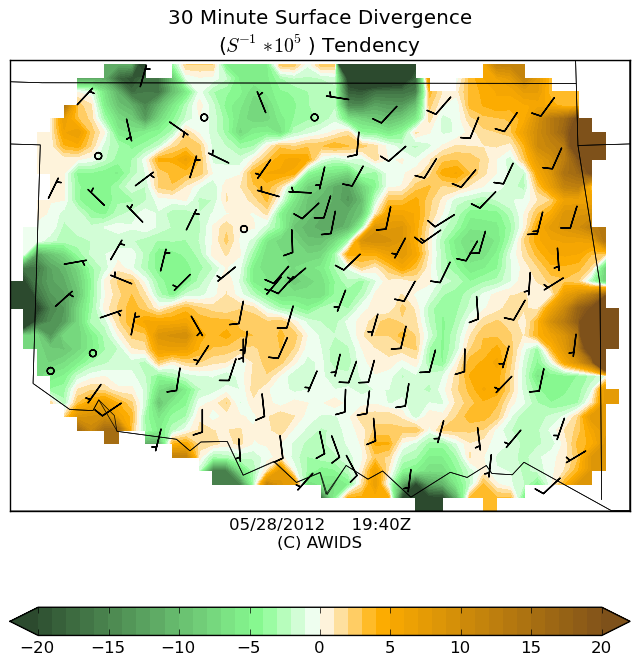 30 Minute Surface Divergence
(S⁻¹ *10⁵ ) Tendency
05/28/2012 19:40Z
(C) AWIDS
−20 −15 −10 −5 0 5 10 15 20